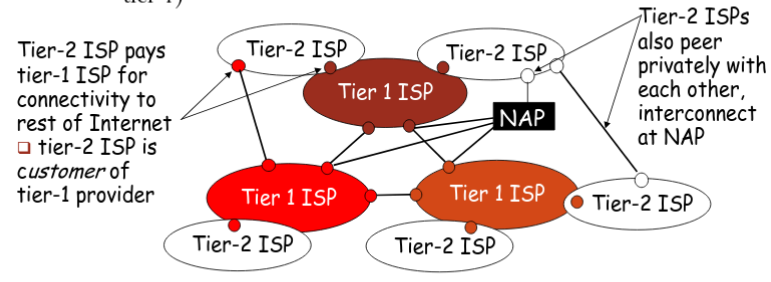 tier-1)
Tier-2 ISP pays
tier-1 ISP for
connectivity to
rest of Internet
❑ tier-2 ISP is
customer of
tier-1 provider
Tier-2 ISP
Tier-2 ISP
Tier-2 ISPs
also peer
privately with
each other,
interconnect
at NAP
Tier 1 ISP
NAP
Tier 1 ISP
Tier 1 ISP
Tier-2 ISP
Tier-2 ISP
Tier-2 ISP